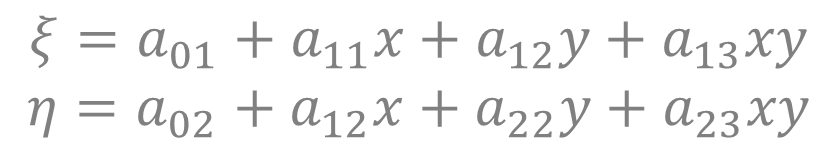 ξ = a₀₁ + a₁₁x + a₁₂y + a₁₃xy
η = a₀₂ + a₁₂x + a₂₂y + a₂₃xy